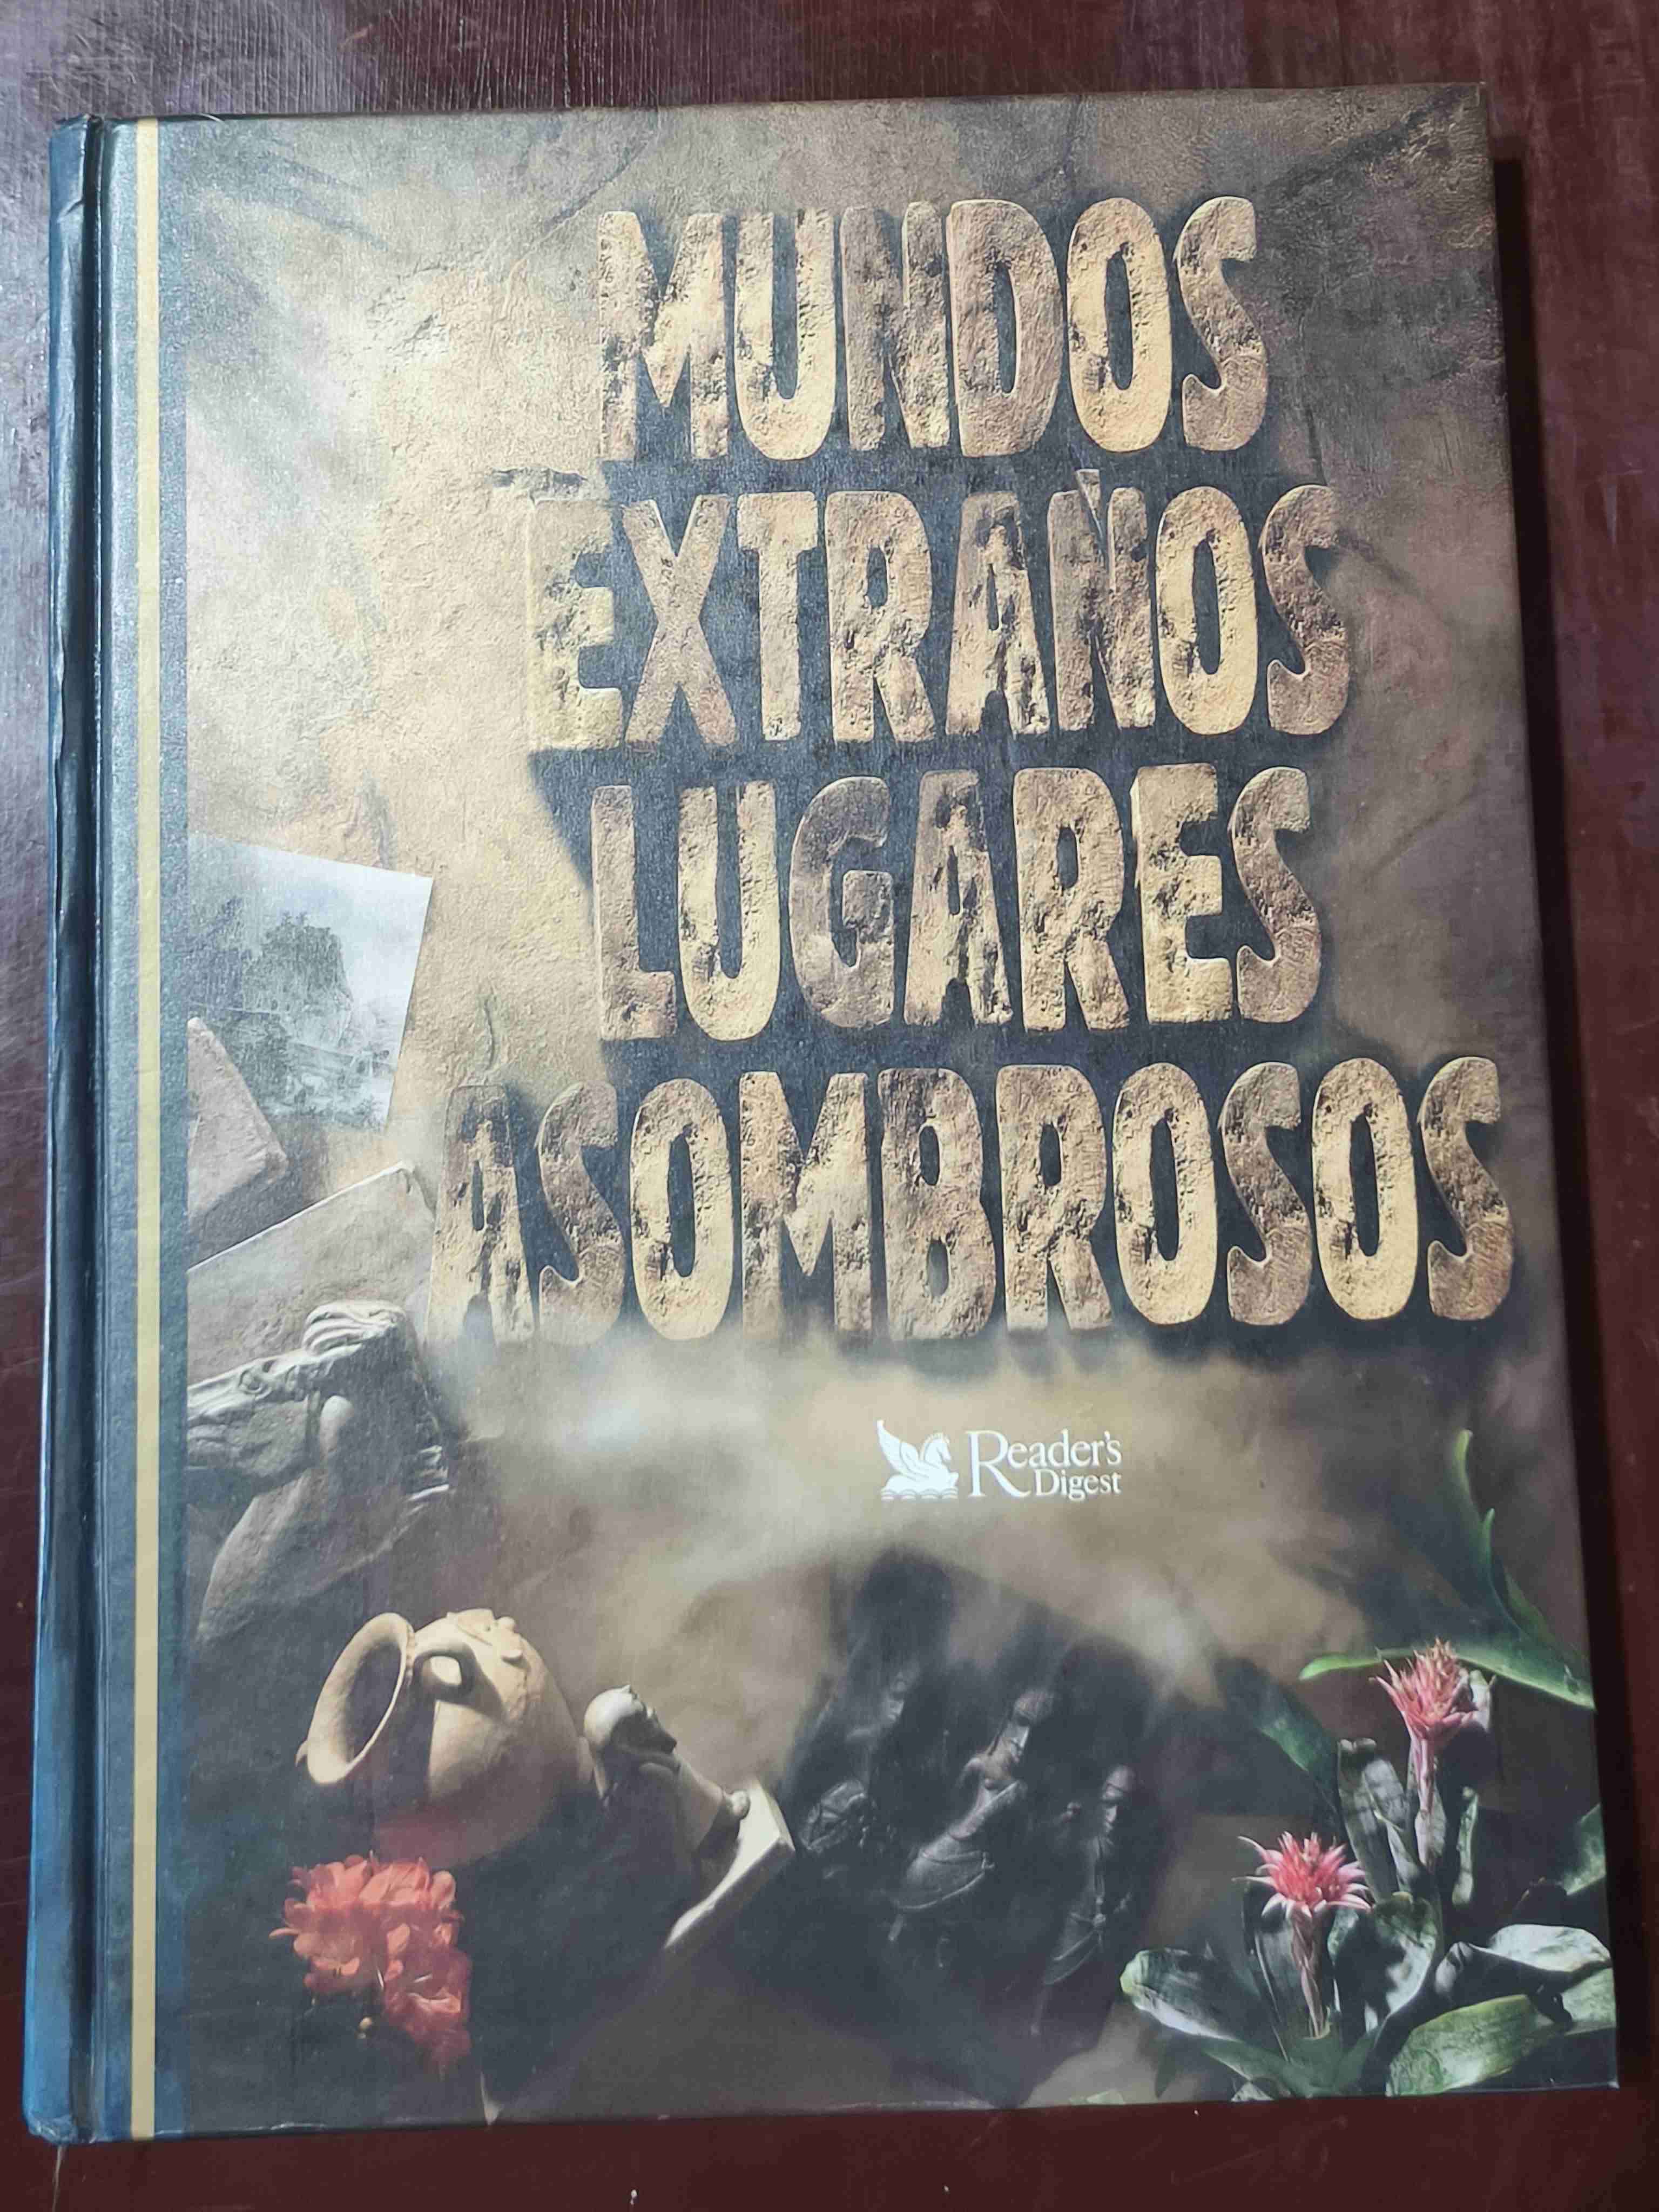 MUNDOS
EXTRAÑOS
LUGARES
ASOMBROSOS
Reader's
Digest